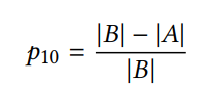 p₁₀ = (|B| − |A|) / |B|